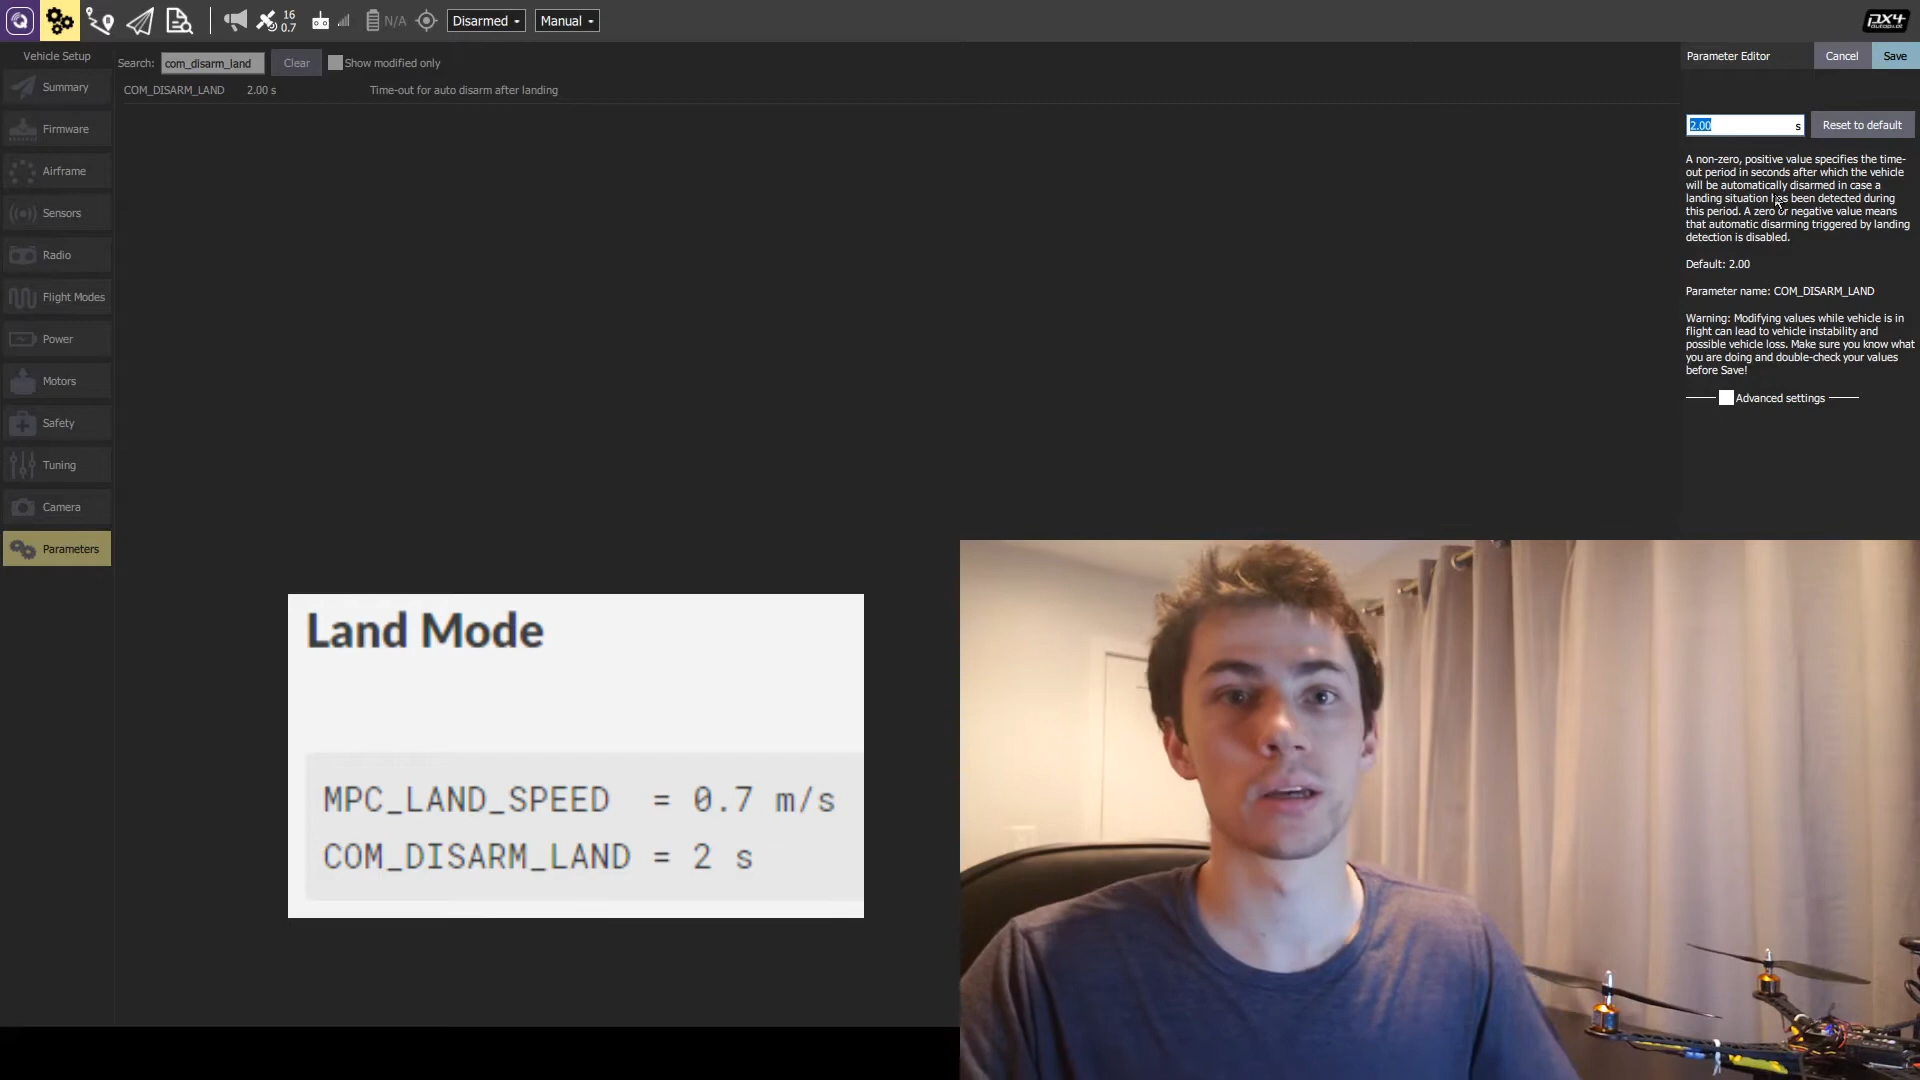 16
0.7
N/A
Disarmed
Manual
px4
autopilot
Vehicle Setup
Search: com_disarm_land Clear Show modified only
Parameter Editor Cancel Save
Summary
COM_DISARM_LAND 2.00 s Time-out for auto disarm after landing
Firmware
2.00 s Reset to default
Airframe
A non-zero, positive value specifies the time-
out period in seconds after which the vehicle
will be automatically disarmed in case a
landing situation has been detected during
this period. A zero or negative value means
that automatic disarming triggered by landing
detection is disabled.
Sensors
Radio
Default: 2.00
Flight Modes
Parameter name: COM_DISARM_LAND
Power
Warning: Modifying values while vehicle is in
flight can lead to vehicle instability and
possible vehicle loss. Make sure you know what
you are doing and double-check your values
before Save!
Motors
Advanced settings
Safety
Tuning
Camera
Parameters
Land Mode
MPC_LAND_SPEED = 0.7 m/s
COM_DISARM_LAND = 2 s